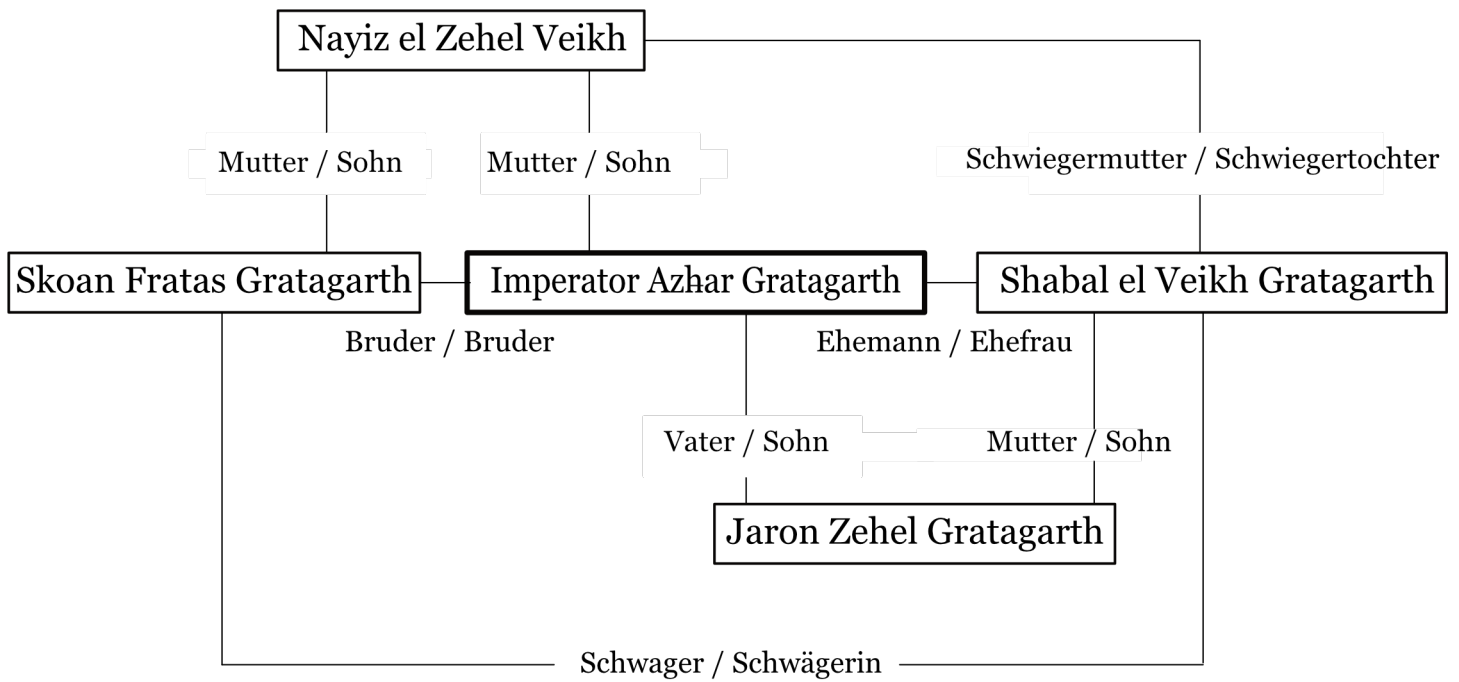 Nayiz el Zehel Veikh
Mutter / Sohn
Mutter / Sohn
Schwiegermutter / Schwiegertochter
Skoan Fratas Gratagarth
Imperator Azhar Gratagarth
Shabal el Veikh Gratagarth
Bruder / Bruder
Ehemann / Ehefrau
Vater / Sohn
Mutter / Sohn
Jaron Zehel Gratagarth
Schwager / Schwägerin